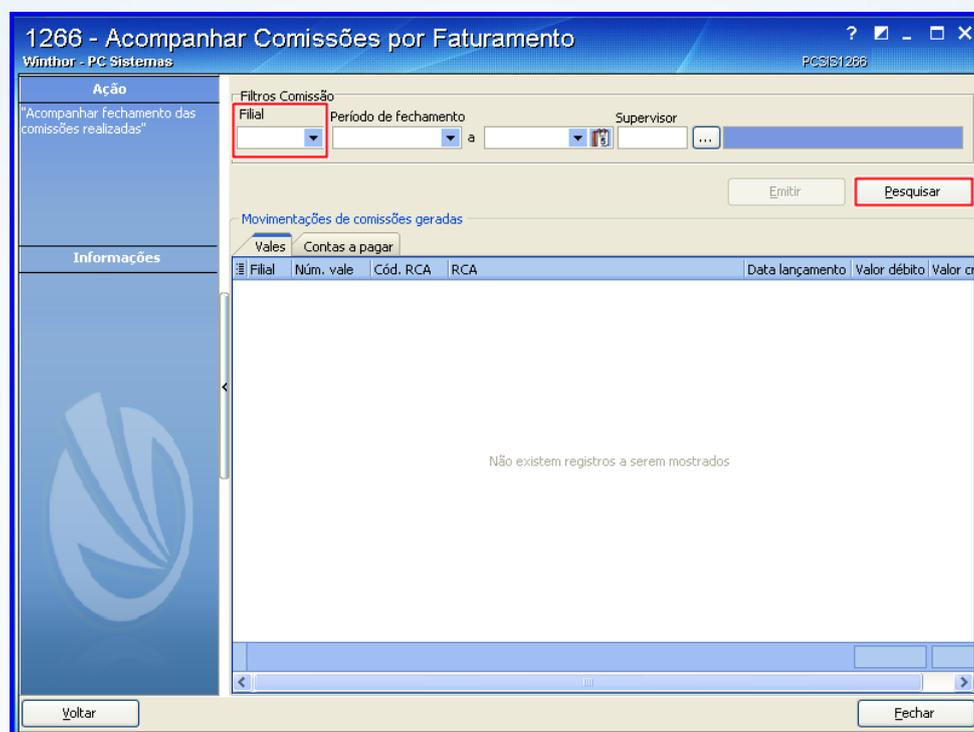 1266 - Acompanhar Comissões por Faturamento
Winthor - PC Sistemas
PCSIS1266
Ação
"Acompanhar fechamento das
comissões realizadas"
Informações
Filtros Comissão
Filial Período de fechamento Supervisor
a ...
Emitir Pesquisar
Movimentações de comissões geradas
Vales Contas a pagar
Filial Núm. vale Cód. RCA RCA Data lançamento Valor débito Valor cr
Não existem registros a serem mostrados
Voltar Fechar